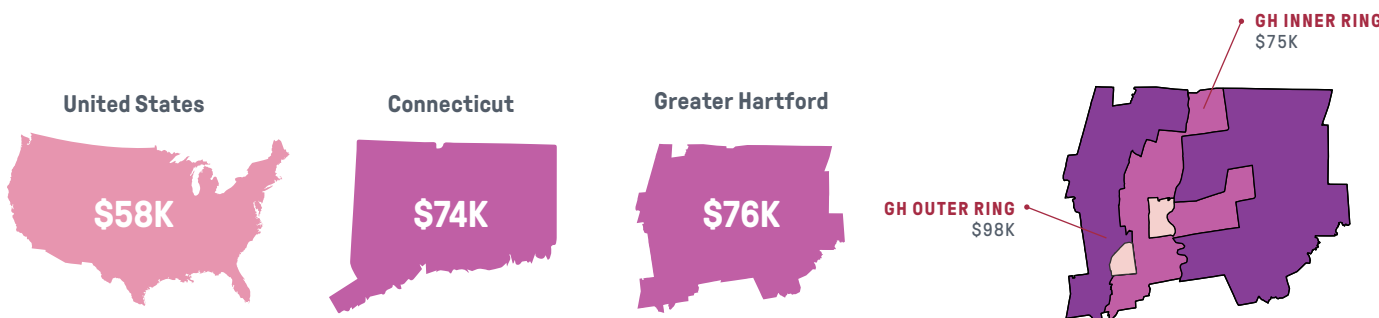 United States
$58K
Connecticut
$74K
Greater Hartford
$76K
GH INNER RING
$75K
GH OUTER RING
$98K